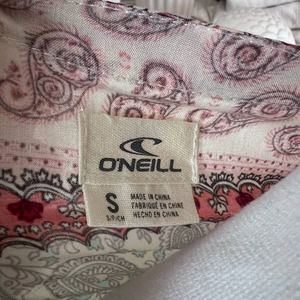 O'NEILL
S
S/P/CH
MADE IN CHINA
FABRIQUÉ EN CHINE
HECHO EN CHINA